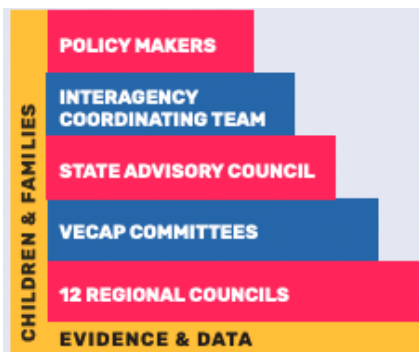 POLICY MAKERS
INTERAGENCY
COORDINATING TEAM
STATE ADVISORY COUNCIL
VECAP COMMITTEES
12 REGIONAL COUNCILS
EVIDENCE & DATA
CHILDREN & FAMILIES